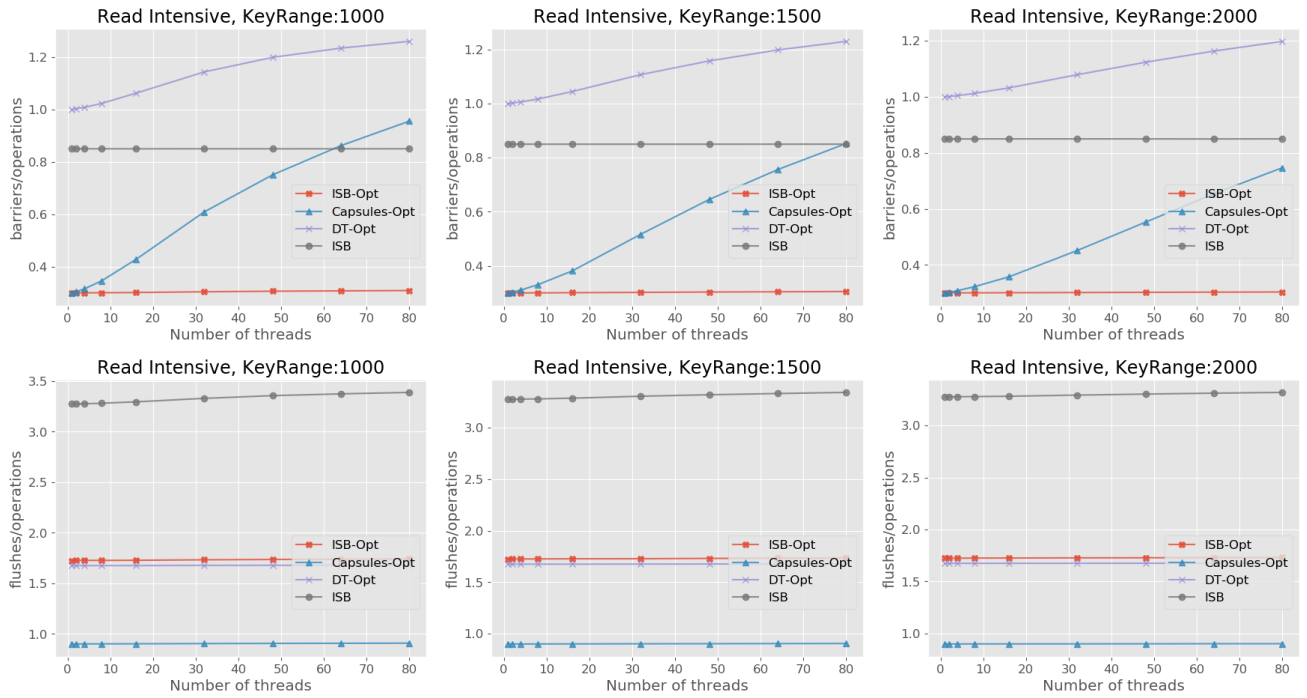 Read Intensive, KeyRange:1000
barriers/operations
1.2
1.0
0.8
0.6
0.4
ISB-Opt
Capsules-Opt
DT-Opt
ISB
0 10 20 30 40 50 60 70 80
Number of threads
Read Intensive, KeyRange:1500
barriers/operations
1.2
1.0
0.8
0.6
0.4
ISB-Opt
Capsules-Opt
DT-Opt
ISB
0 10 20 30 40 50 60 70 80
Number of threads
Read Intensive, KeyRange:2000
barriers/operations
1.2
1.0
0.8
0.6
0.4
ISB-Opt
Capsules-Opt
DT-Opt
ISB
0 10 20 30 40 50 60 70 80
Number of threads
Read Intensive, KeyRange:1000
flushes/operations
3.5
3.0
2.5
2.0
1.5
1.0
ISB-Opt
Capsules-Opt
DT-Opt
ISB
0 10 20 30 40 50 60 70 80
Number of threads
Read Intensive, KeyRange:1500
flushes/operations
3.0
2.5
2.0
1.5
1.0
ISB-Opt
Capsules-Opt
DT-Opt
ISB
0 10 20 30 40 50 60 70 80
Number of threads
Read Intensive, KeyRange:2000
flushes/operations
3.0
2.5
2.0
1.5
1.0
ISB-Opt
Capsules-Opt
DT-Opt
ISB
0 10 20 30 40 50 60 70 80
Number of threads